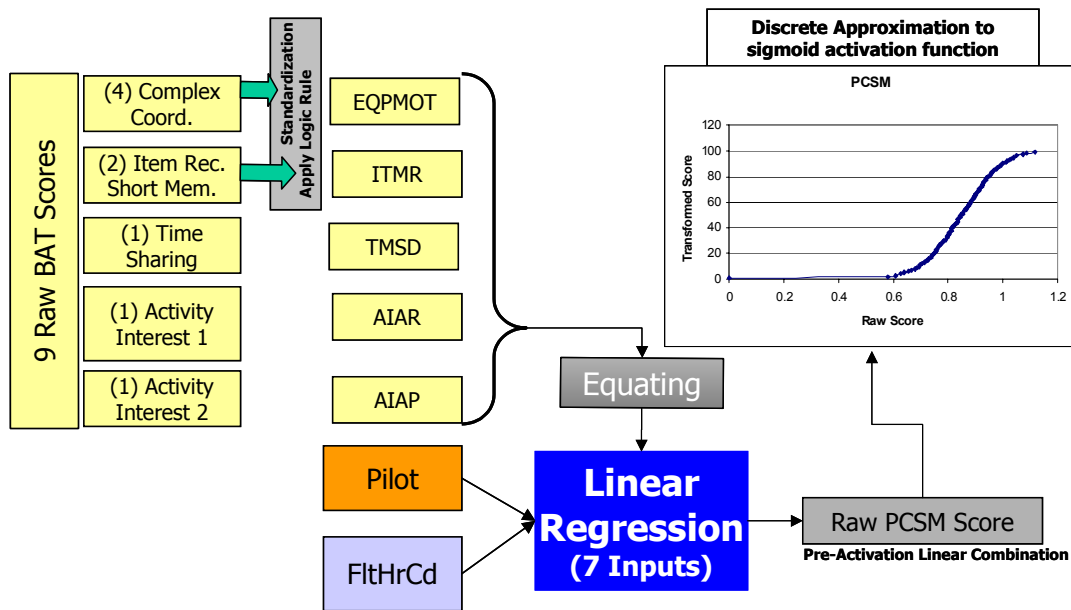 9 Raw BAT Scores
(4) Complex
Coord.
(2) Item Rec.
Short Mem.
(1) Time
Sharing
(1) Activity
Interest 1
(1) Activity
Interest 2
Standardization
Apply Logic Rule
EQPMOT
ITMR
TMSD
AIAR
AIAP
Pilot
FltHrCd
Equating
Linear
Regression
(7 Inputs)
Raw PCSM Score
Pre-Activation Linear Combination
Discrete Approximation to
sigmoid activation function
PCSM
Transformed Score
120
100
80
60
40
20
0
0 0.2 0.4 0.6 0.8 1 1.2
Raw Score